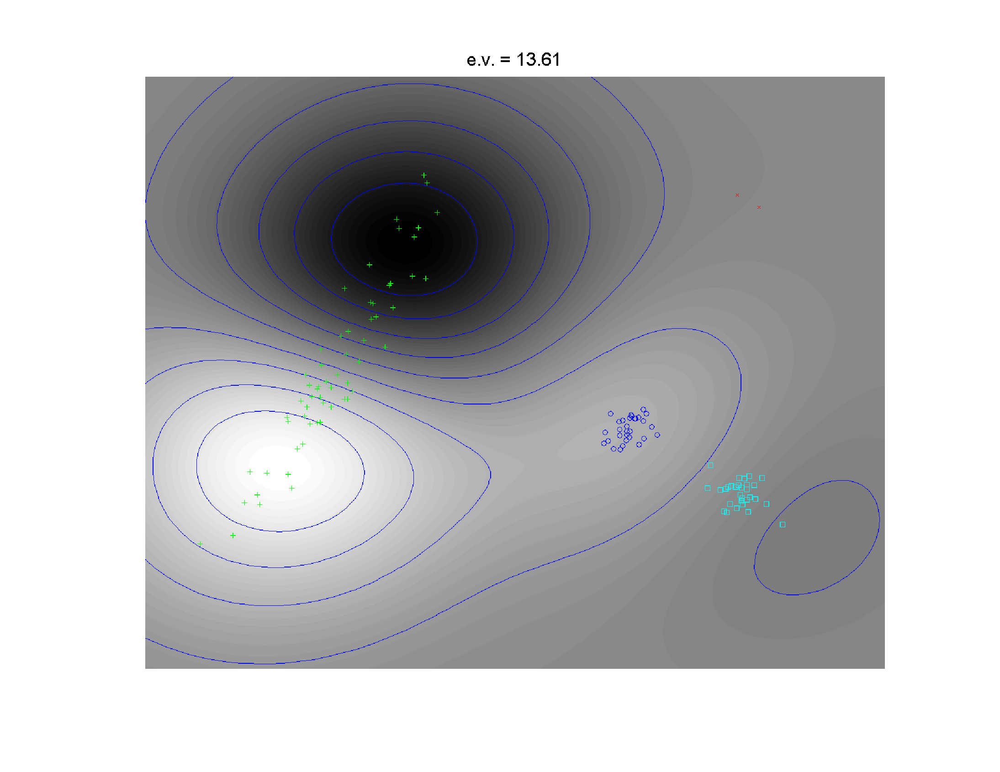 e.v. = 13.61